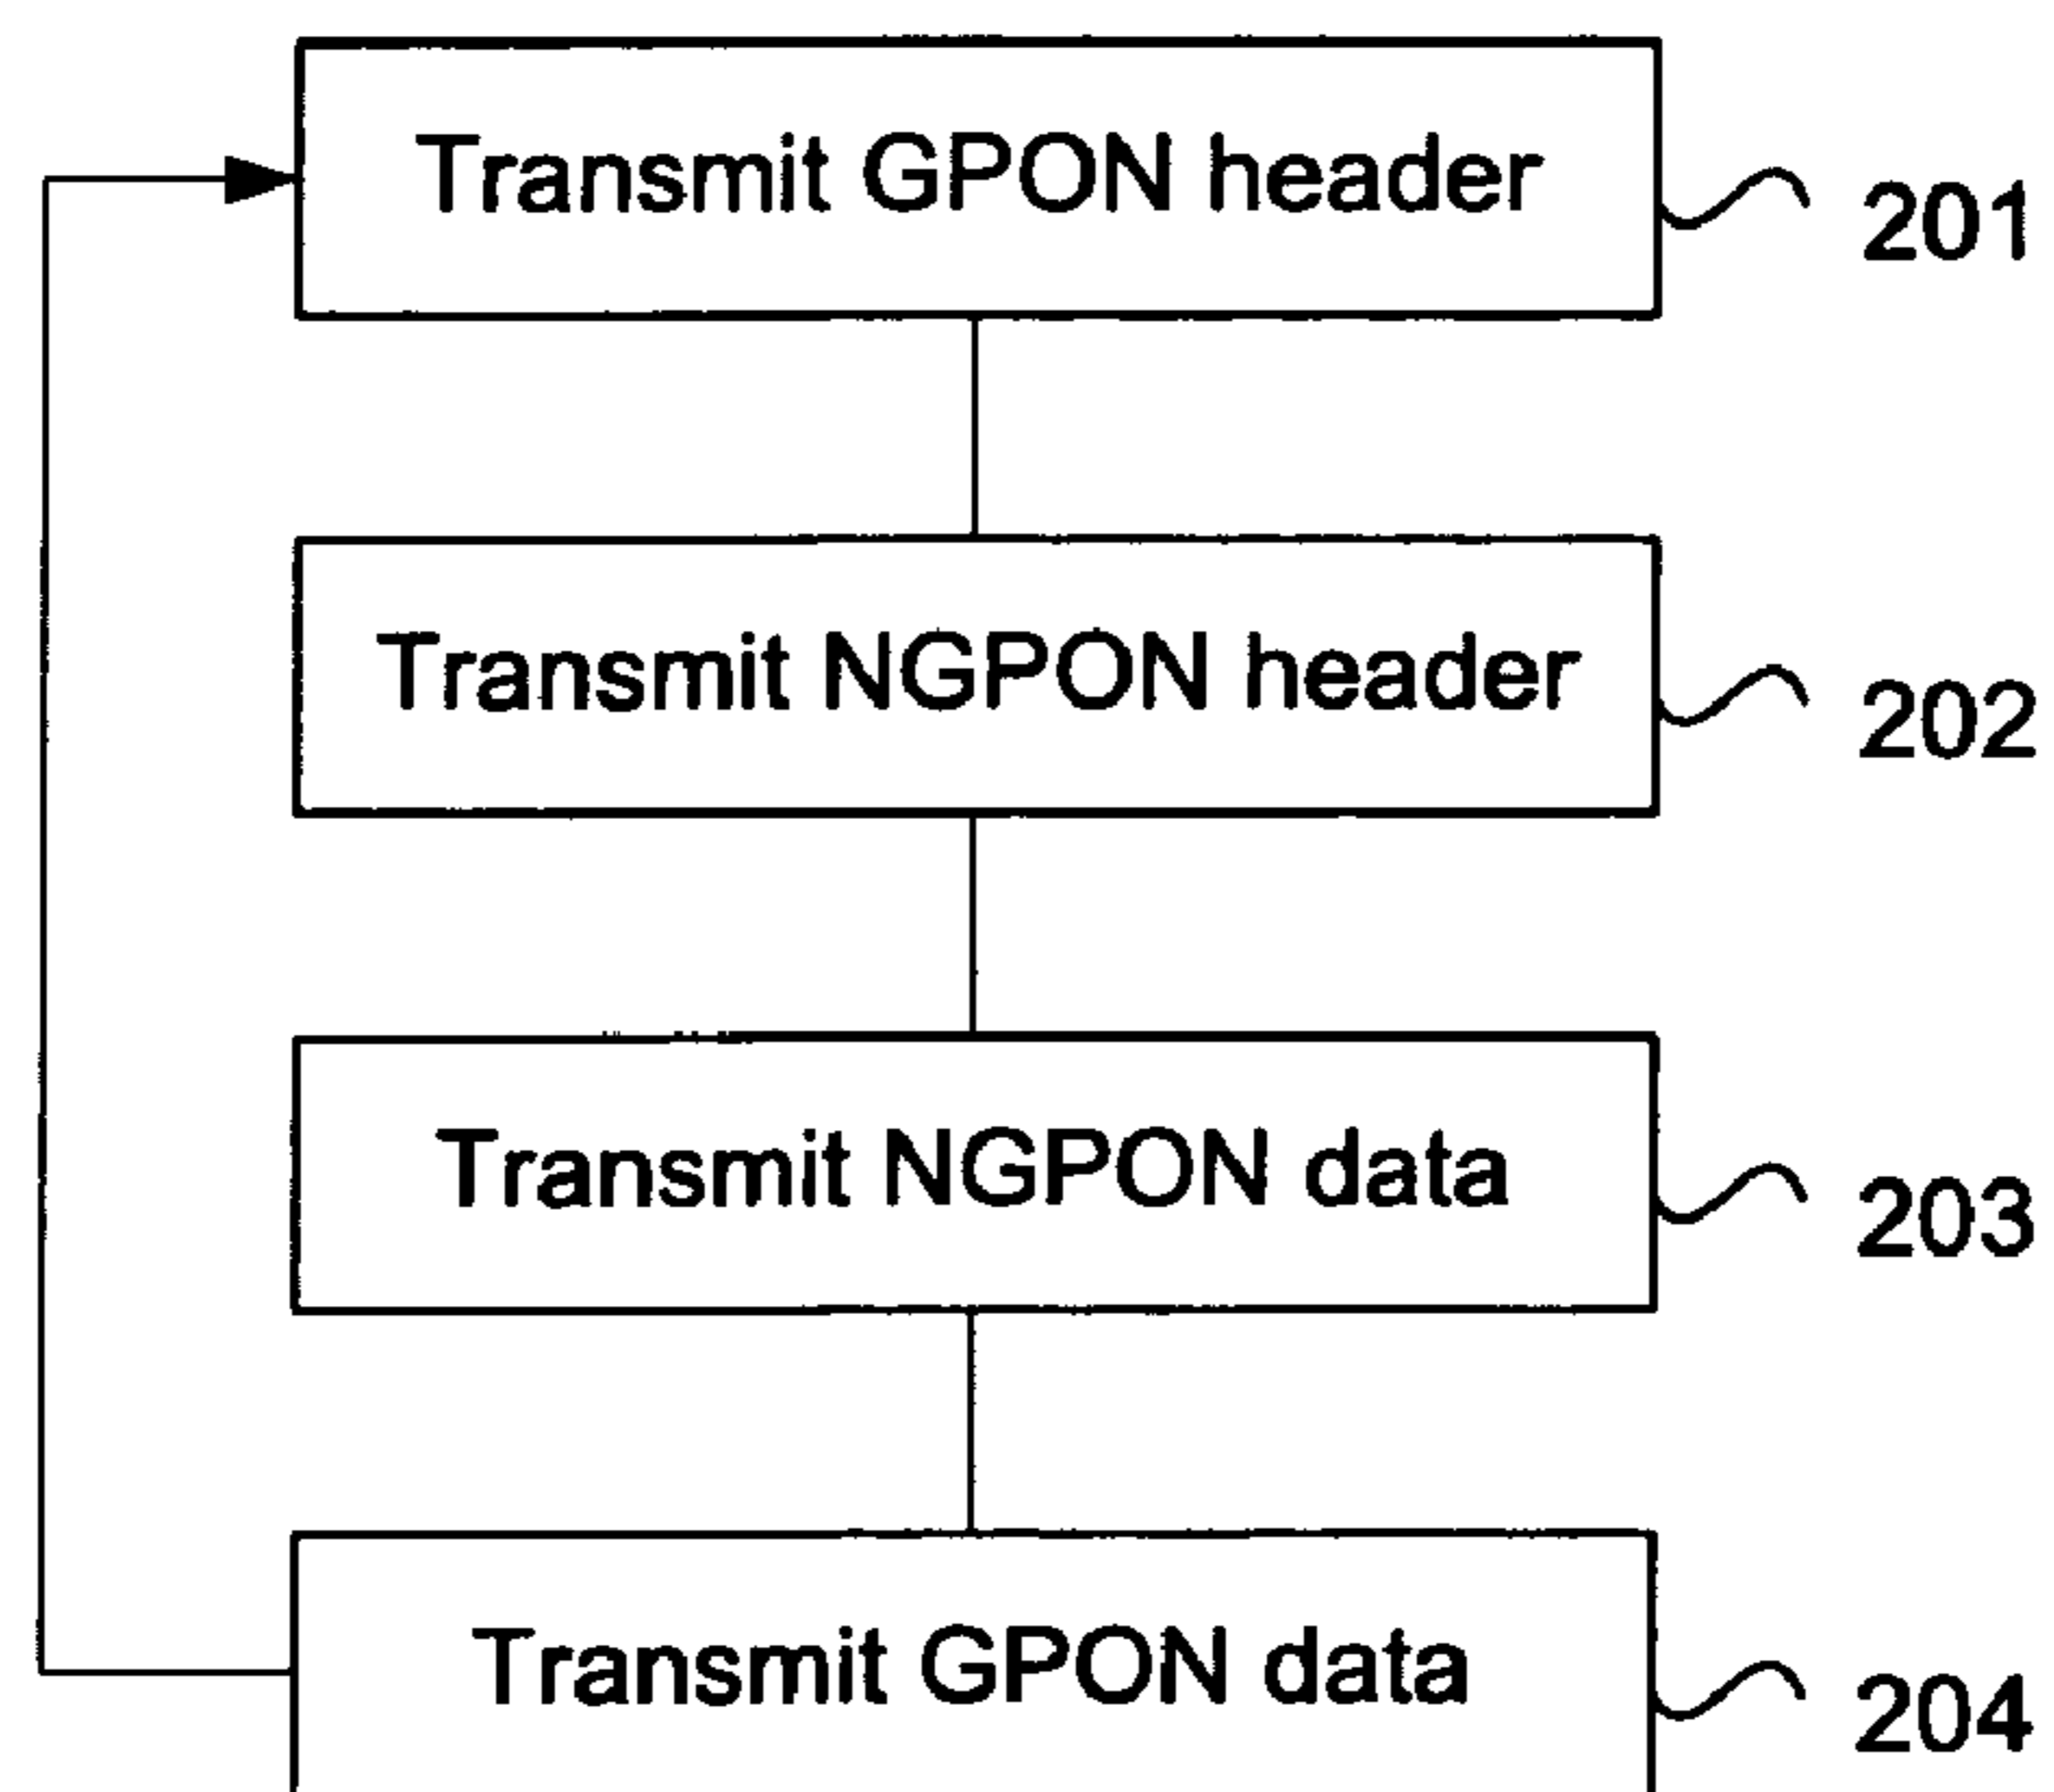 Transmit GPON header
201
Transmit NGPON header
202
Transmit NGPON data
203
Transmit GPON data
204